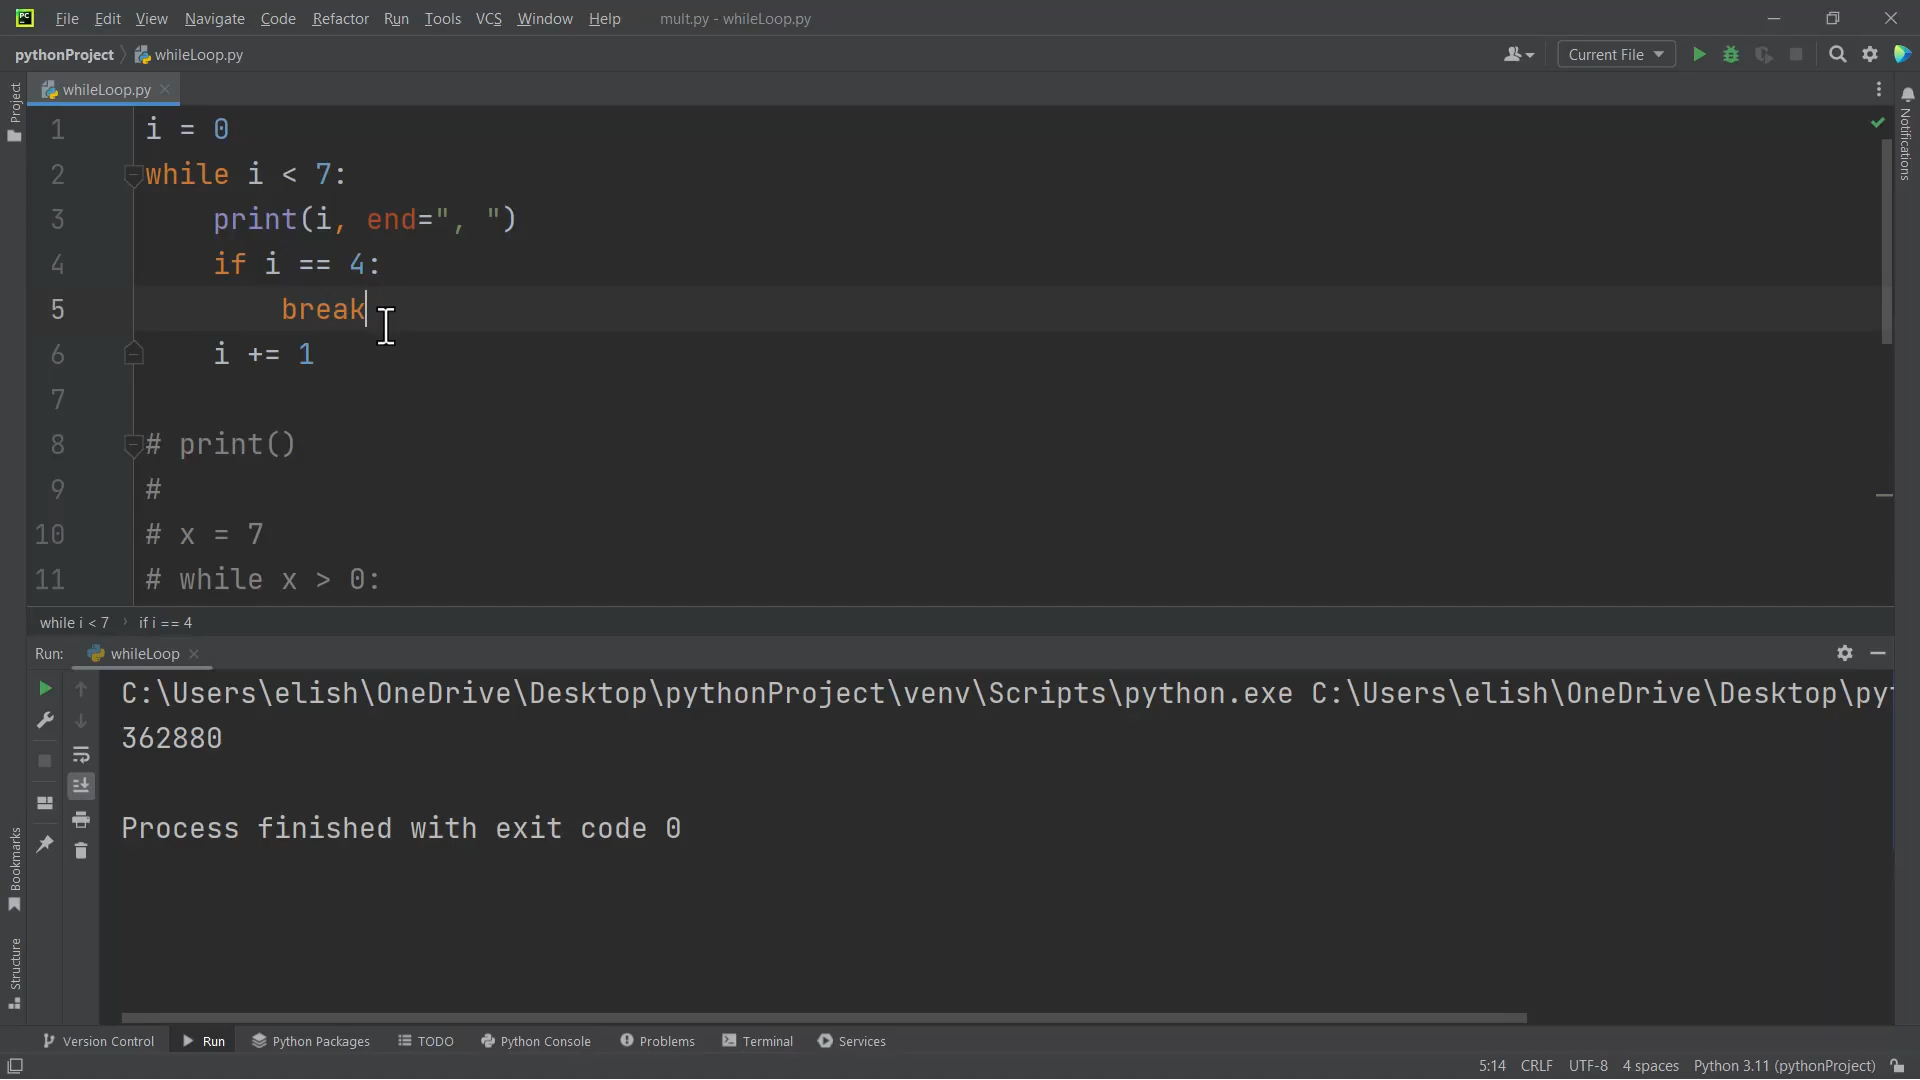 PC File Edit View Navigate Code Refactor Run Tools VCS Window Help mult.py - whileLoop.py
pythonProject whileLoop.py Current File
Project
whileLoop.py
Notifications
1 i = 0
2 while i < 7:
3 print(i, end=", ")
4 if i == 4:
5 break
6 i += 1
7
8 # print()
9 #
10 # x = 7
11 # while x > 0:
while i < 7 › if i == 4
Run: whileLoop
C:\Users\elish\OneDrive\Desktop\pythonProject\venv\Scripts\python.exe C:\Users\elish\OneDrive\Desktop\py
362880
Process finished with exit code 0
Bookmarks
Structure
Version Control Run Python Packages TODO Python Console Problems Terminal Services
5:14 CRLF UTF-8 4 spaces Python 3.11 (pythonProject)